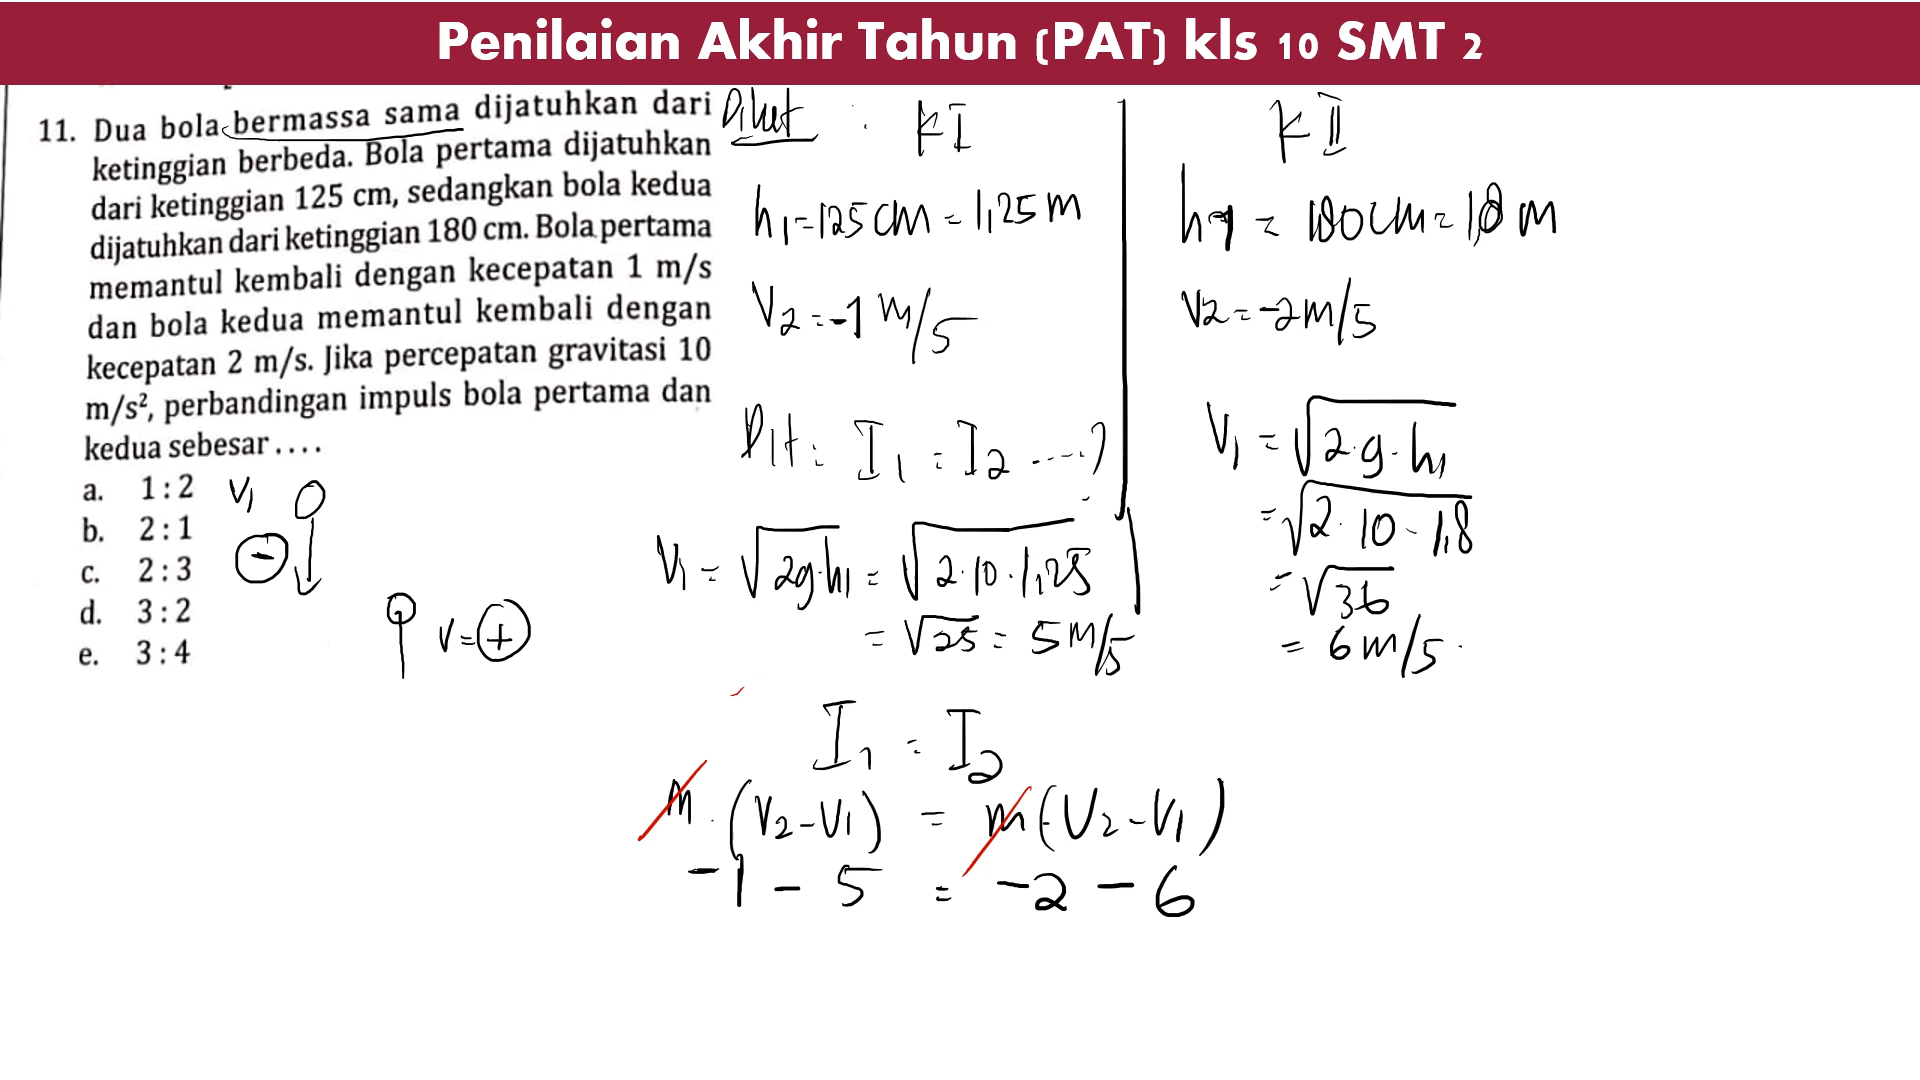 Penilaian Akhir Tahun (PAT) kls 10 SMT 2
11. Dua bola bermassa sama dijatuhkan dari
ketinggian berbeda. Bola pertama dijatuhkan
dari ketinggian 125 cm, sedangkan bola kedua
dijatuhkan dari ketinggian 180 cm. Bola pertama
memantul kembali dengan kecepatan 1 m/s
dan bola kedua memantul kembali dengan
kecepatan 2 m/s. Jika percepatan gravitasi 10
m/s², perbandingan impuls bola pertama dan
kedua sebesar . . . .
a. 1 : 2
b. 2 : 1
c. 2 : 3
d. 3 : 2
e. 3 : 4
V₁
-
V = +
Diket :
K I
h₁ = 125 cm = 1,25 m
V₂ = -1 m/s
Dit : I₁ : I₂ ....?
V₁ = √2g.h₁ = √2.10.1,25
= √25 = 5 m/s
K II
h₁ = 180 cm = 1,8 m
V₂ = -2 m/s
V₁ = √2.g.h₁
= √2.10.1,8
= √36
= 6 m/s.
I₁ = I₂
m.(V₂-V₁) = m(V₂-V₁)
-1 - 5 = -2 - 6